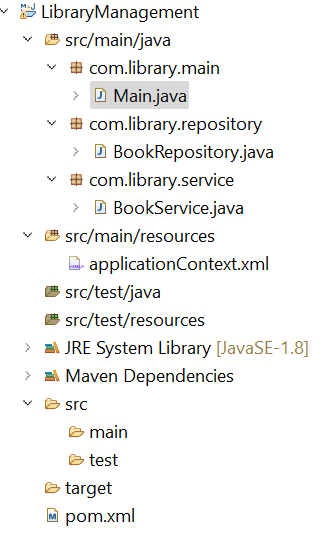 LibraryManagement
src/main/java
com.library.main
Main.java
com.library.repository
BookRepository.java
com.library.service
BookService.java
src/main/resources
applicationContext.xml
src/test/java
src/test/resources
JRE System Library [JavaSE-1.8]
Maven Dependencies
src
main
test
target
pom.xml